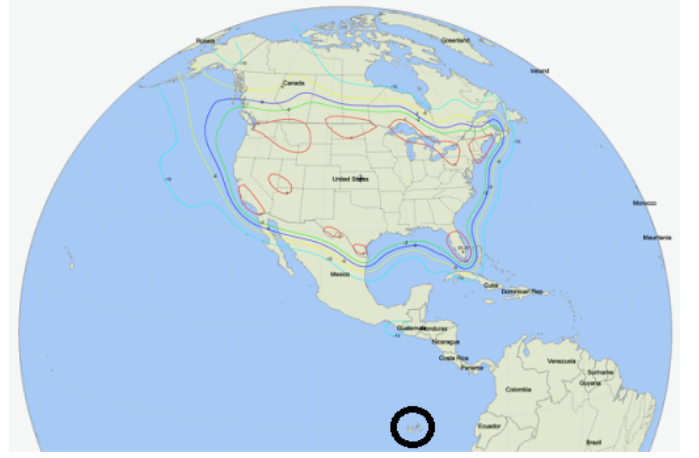 Russia
Greenland
Ireland
Canada
United States
Morocco
Mauritania
Mexico
Cuba
Dominican Rep.
Guatemala
Honduras
Nicaragua
Costa Rica
Panama
Venezuela
Suriname
Guyana
Colombia
Ecuador
Brazil